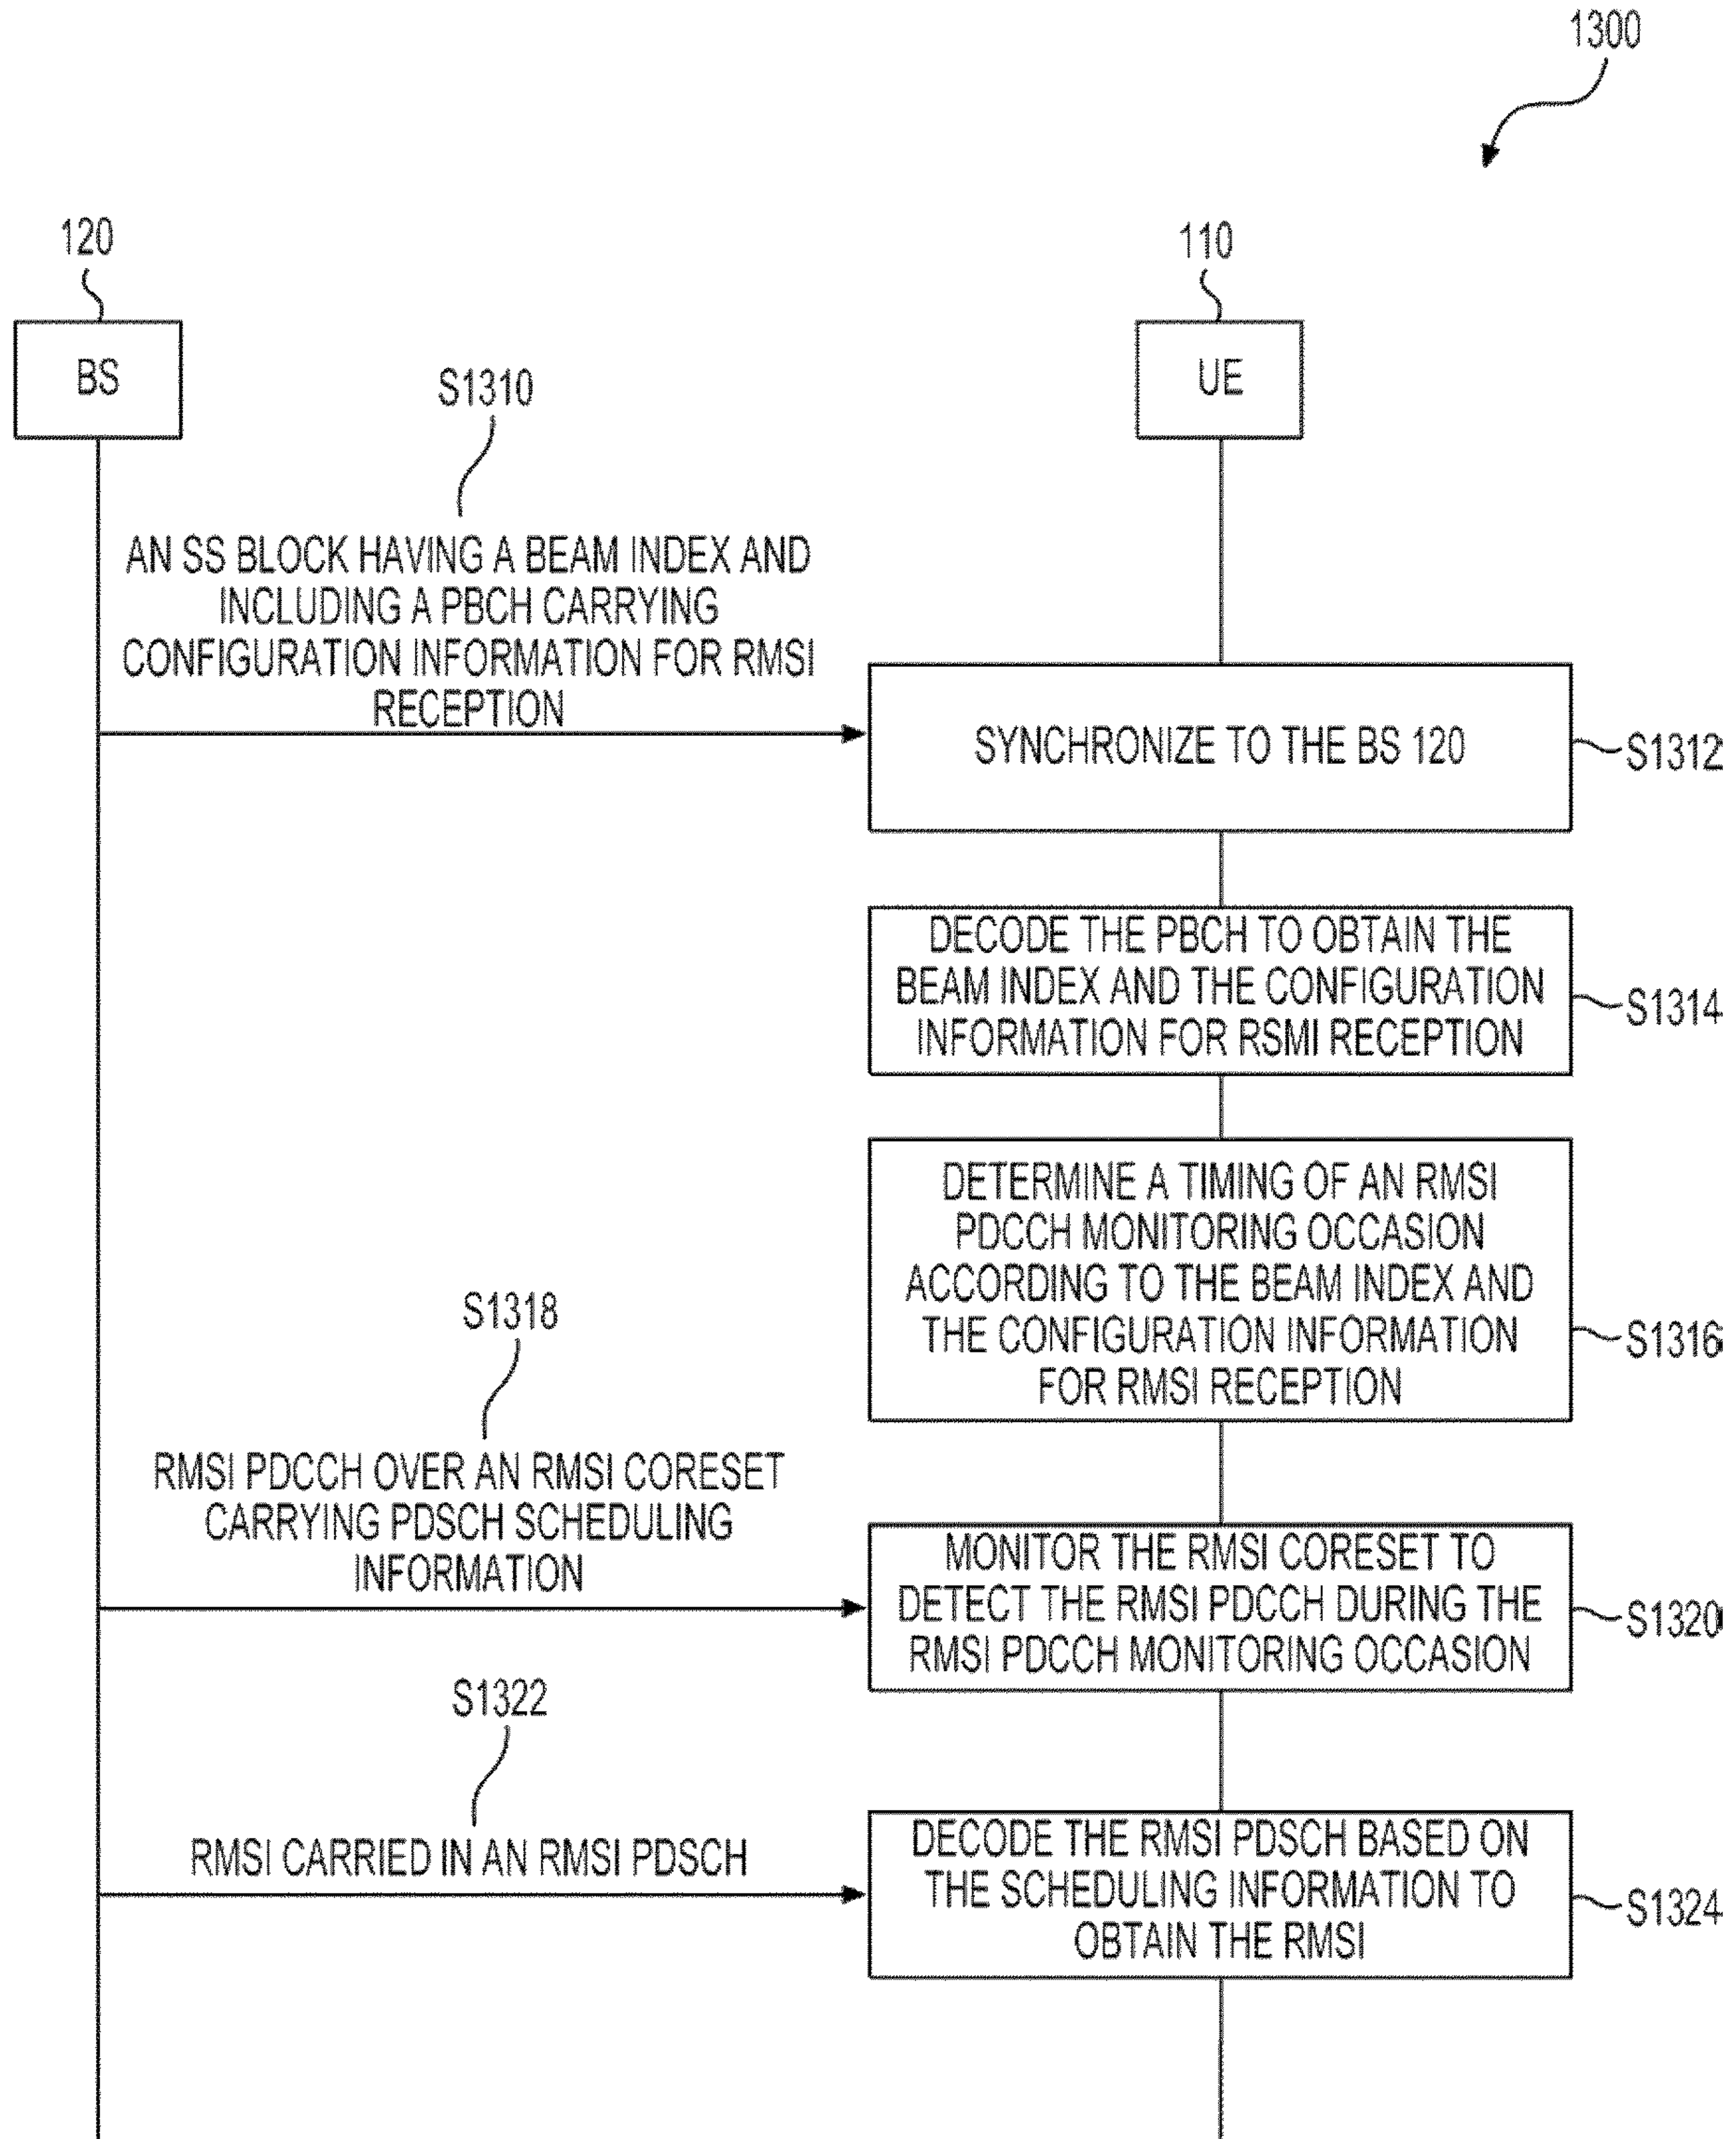 1300
120
110
BS
UE
S1310
AN SS BLOCK HAVING A BEAM INDEX AND
INCLUDING A PBCH CARRYING
CONFIGURATION INFORMATION FOR RMSI
RECEPTION
SYNCHRONIZE TO THE BS 120
S1312
DECODE THE PBCH TO OBTAIN THE
BEAM INDEX AND THE CONFIGURATION
INFORMATION FOR RSMI RECEPTION
S1314
DETERMINE A TIMING OF AN RMSI
PDCCH MONITORING OCCASION
ACCORDING TO THE BEAM INDEX AND
THE CONFIGURATION INFORMATION
FOR RMSI RECEPTION
S1316
S1318
RMSI PDCCH OVER AN RMSI CORESET
CARRYING PDSCH SCHEDULING
INFORMATION
MONITOR THE RMSI CORESET TO
DETECT THE RMSI PDCCH DURING THE
RMSI PDCCH MONITORING OCCASION
S1320
S1322
RMSI CARRIED IN AN RMSI PDSCH
DECODE THE RMSI PDSCH BASED ON
THE SCHEDULING INFORMATION TO
OBTAIN THE RMSI
S1324